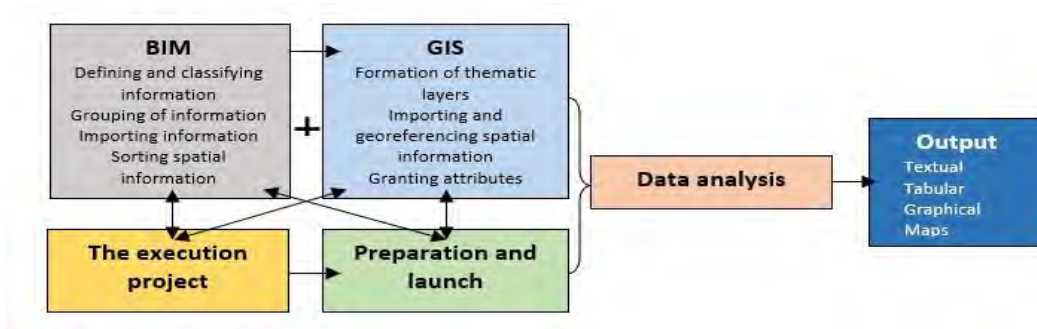 BIM
Defining and classifying
information
Grouping of information
Importing information
Sorting spatial
information
+
GIS
Formation of thematic
layers
Importing and
georeferencing spatial
information
Granting attributes
The execution
project
Preparation and
launch
Data analysis
Output
Textual
Tabular
Graphical
Maps